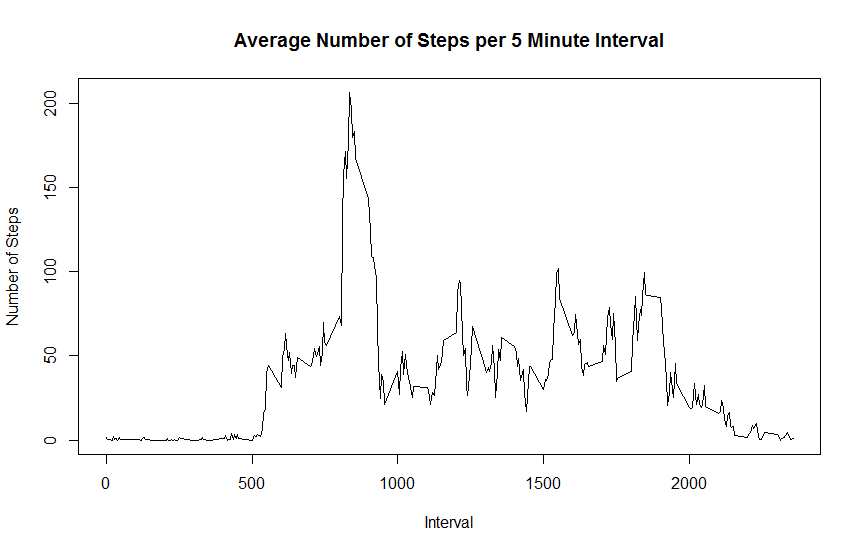 Average Number of Steps per 5 Minute Interval
Number of Steps
200
150
100
50
0
0 500 1000 1500 2000
Interval